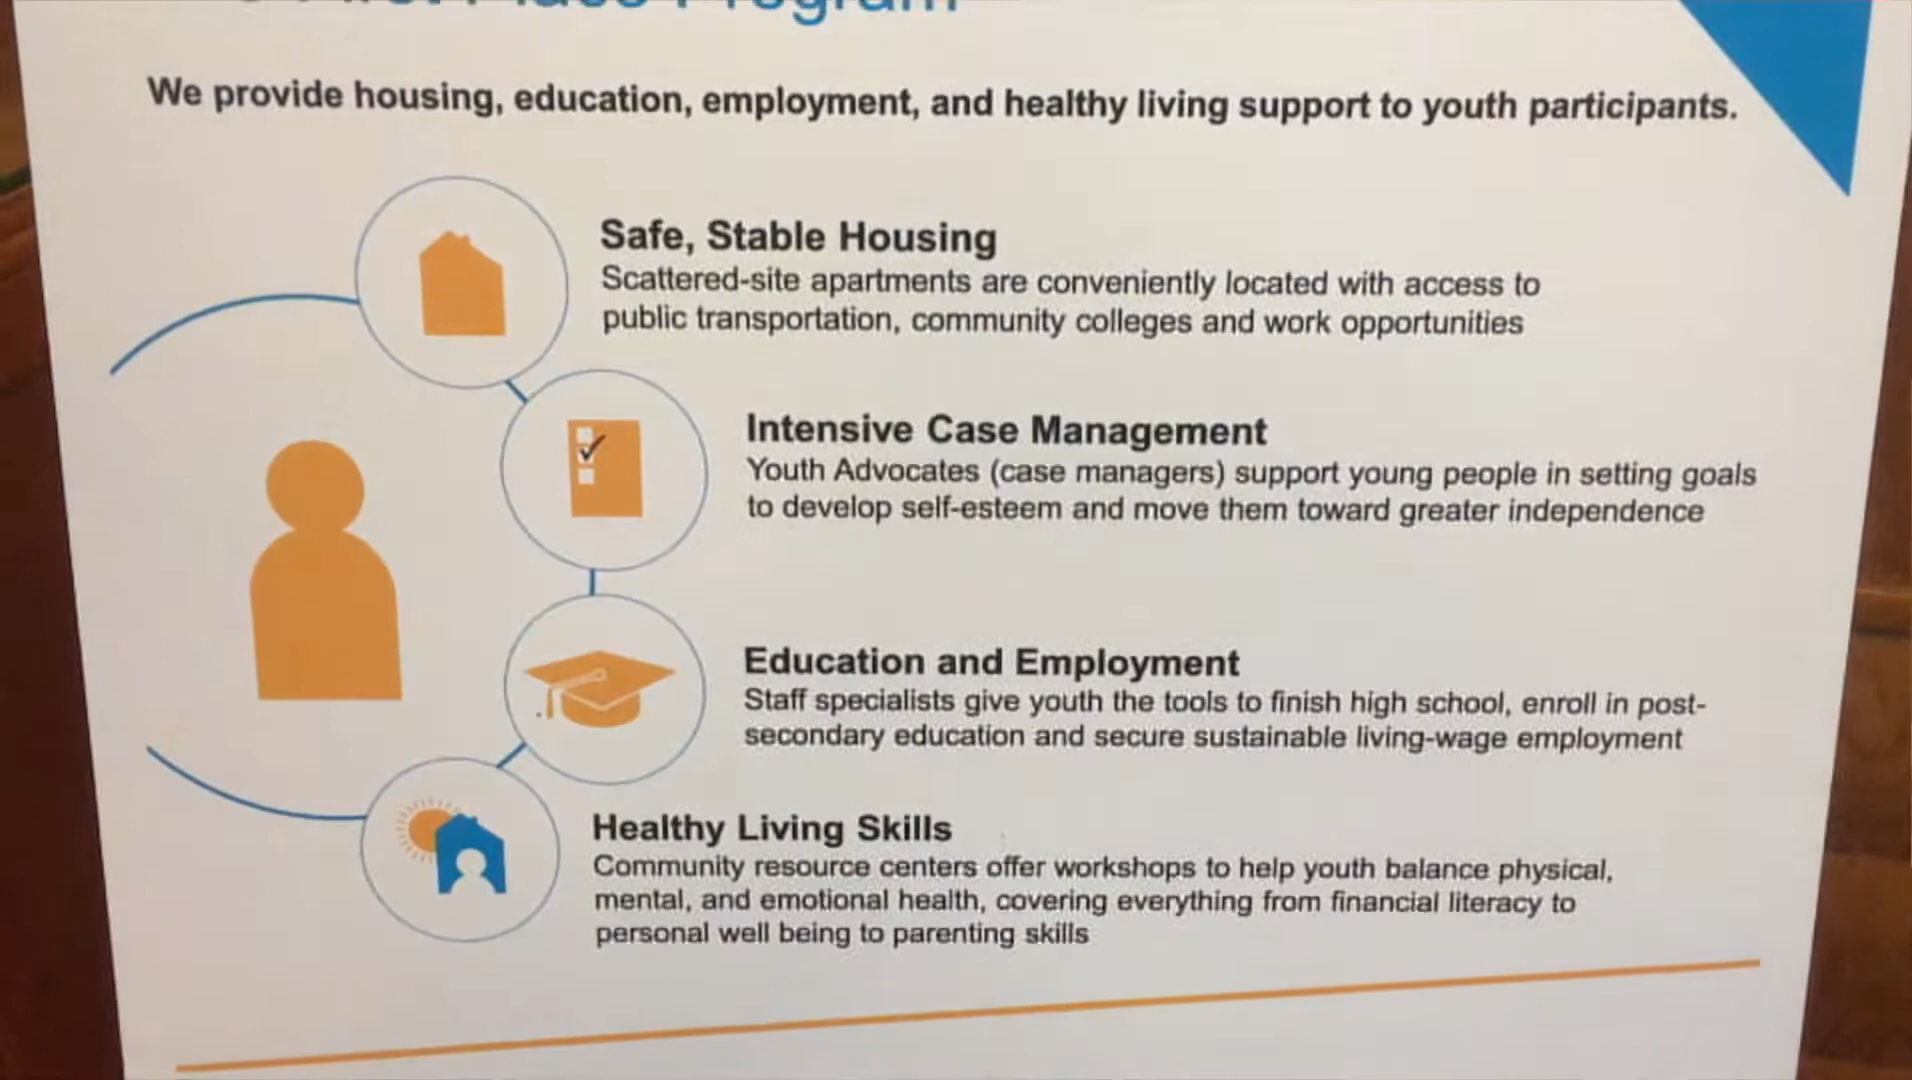 First Place Program
We provide housing, education, employment, and healthy living support to youth participants.
Safe, Stable Housing
Scattered-site apartments are conveniently located with access to
public transportation, community colleges and work opportunities
Intensive Case Management
Youth Advocates (case managers) support young people in setting goals
to develop self-esteem and move them toward greater independence
Education and Employment
Staff specialists give youth the tools to finish high school, enroll in post-
secondary education and secure sustainable living-wage employment
Healthy Living Skills
Community resource centers offer workshops to help youth balance physical,
mental, and emotional health, covering everything from financial literacy to
personal well being to parenting skills